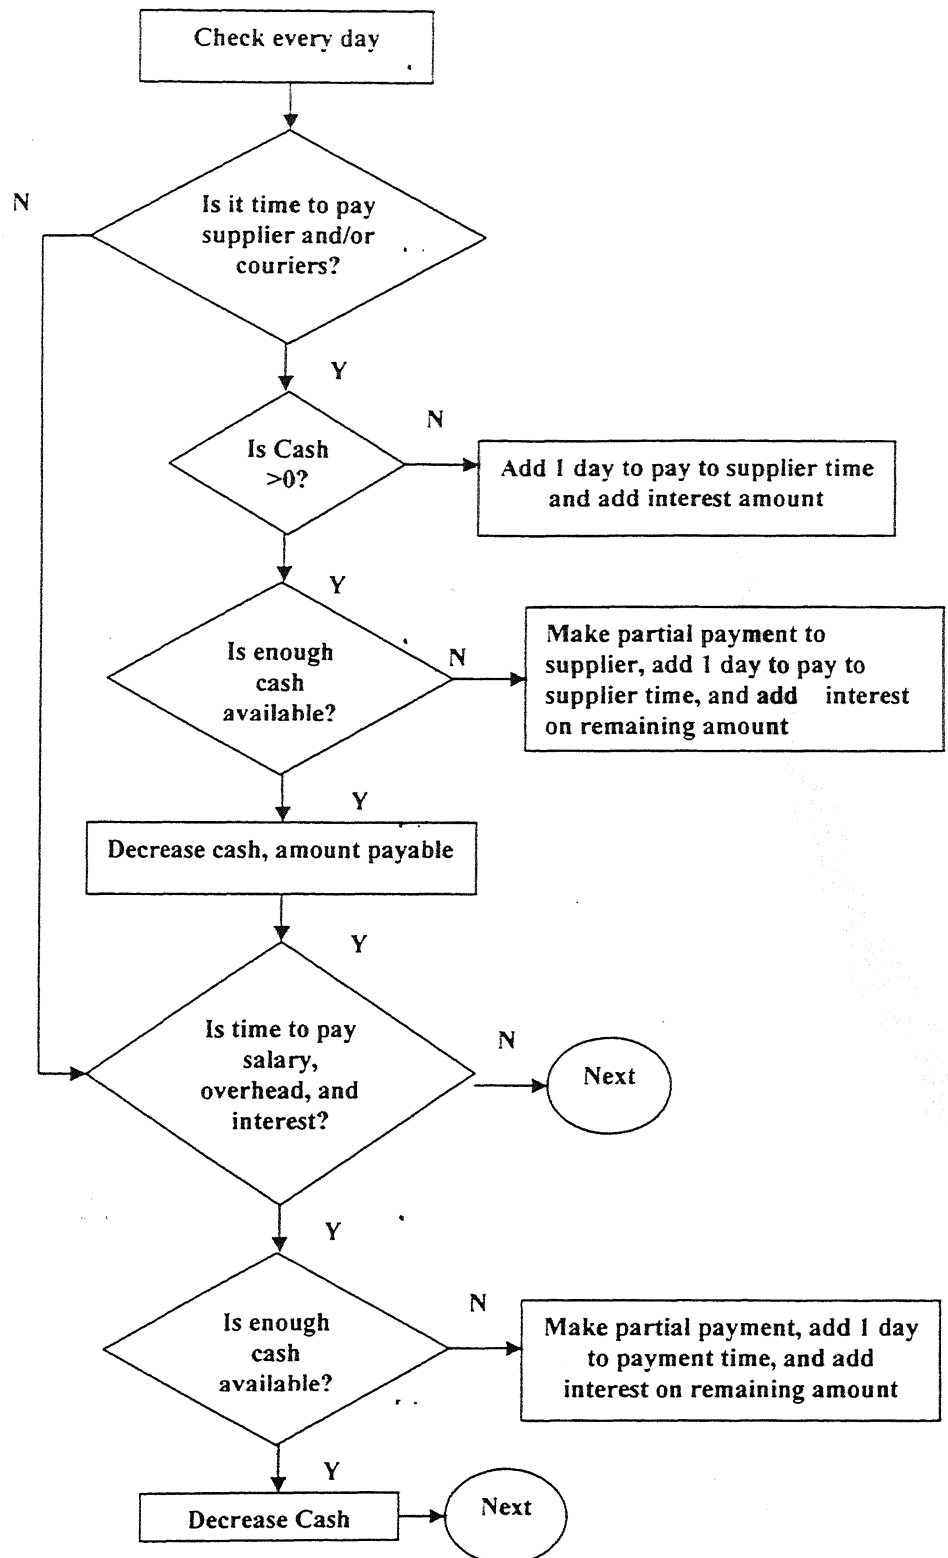 Check every day
N
Is it time to pay
supplier and/or
couriers?
Y
N
Is Cash
>0?
Add 1 day to pay to supplier time
and add interest amount
Y
Is enough
cash
available?
N
Make partial payment to
supplier, add 1 day to pay to
supplier time, and add interest
on remaining amount
Y
Decrease cash, amount payable
Y
Is time to pay
salary,
overhead, and
interest?
N
Next
Y
Is enough
cash
available?
N
Make partial payment, add 1 day
to payment time, and add
interest on remaining amount
Y
Decrease Cash
Next